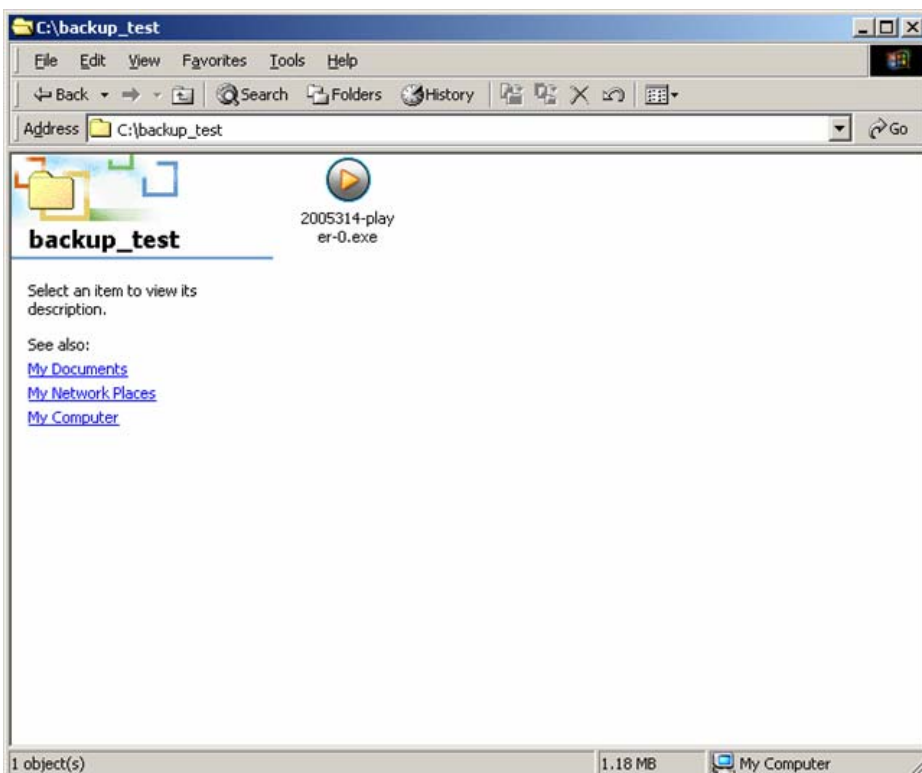 C:\backup_test
File Edit View Favorites Tools Help
Back Search Folders History
Address C:\backup_test Go
backup_test
Select an item to view its
description.
See also:
My Documents
My Network Places
My Computer
2005314-play
er-0.exe
1 object(s) 1.18 MB My Computer